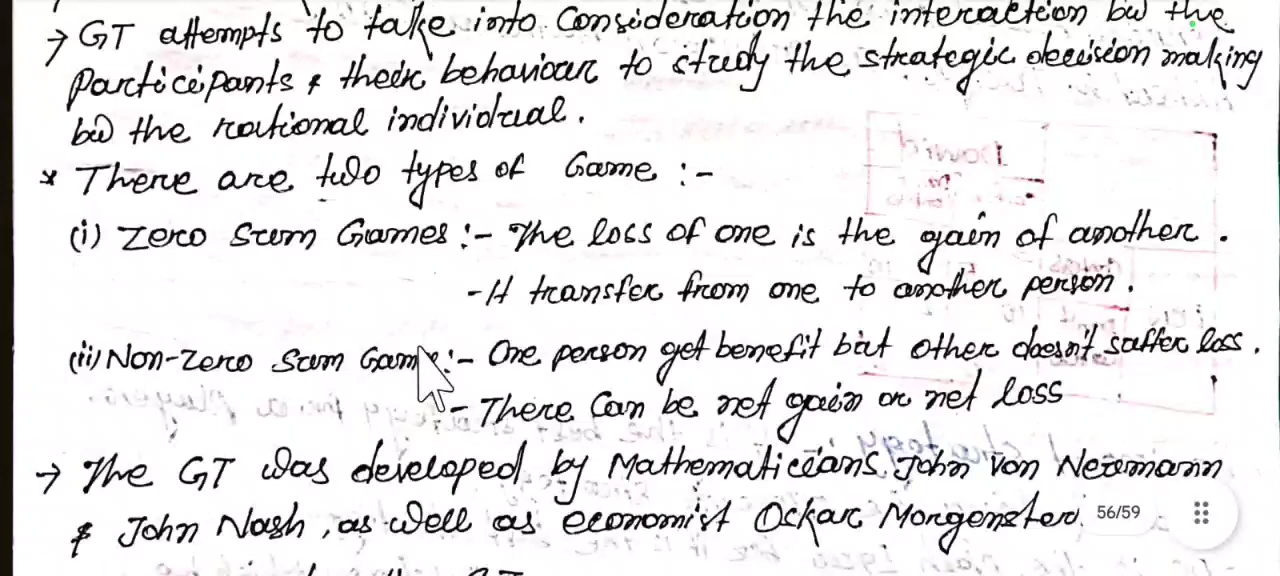 → GT attempts to take into Consideration the interaction bw the
participants & their behaviour to study the strategic decision making
bw the rational individual.
* There are two types of Game :-
(i) Zero Sum Games :- The loss of one is the gain of another.
- It transfer from one to another person.
(ii) Non-Zero Sum Game :- One person get benefit but other doesn't suffer loss.
- There Can be net gain or net loss
→ The GT was developed by Mathematicians John Von Neumann
& John Nash, as well as economist Oskar Morgenster.
56/59